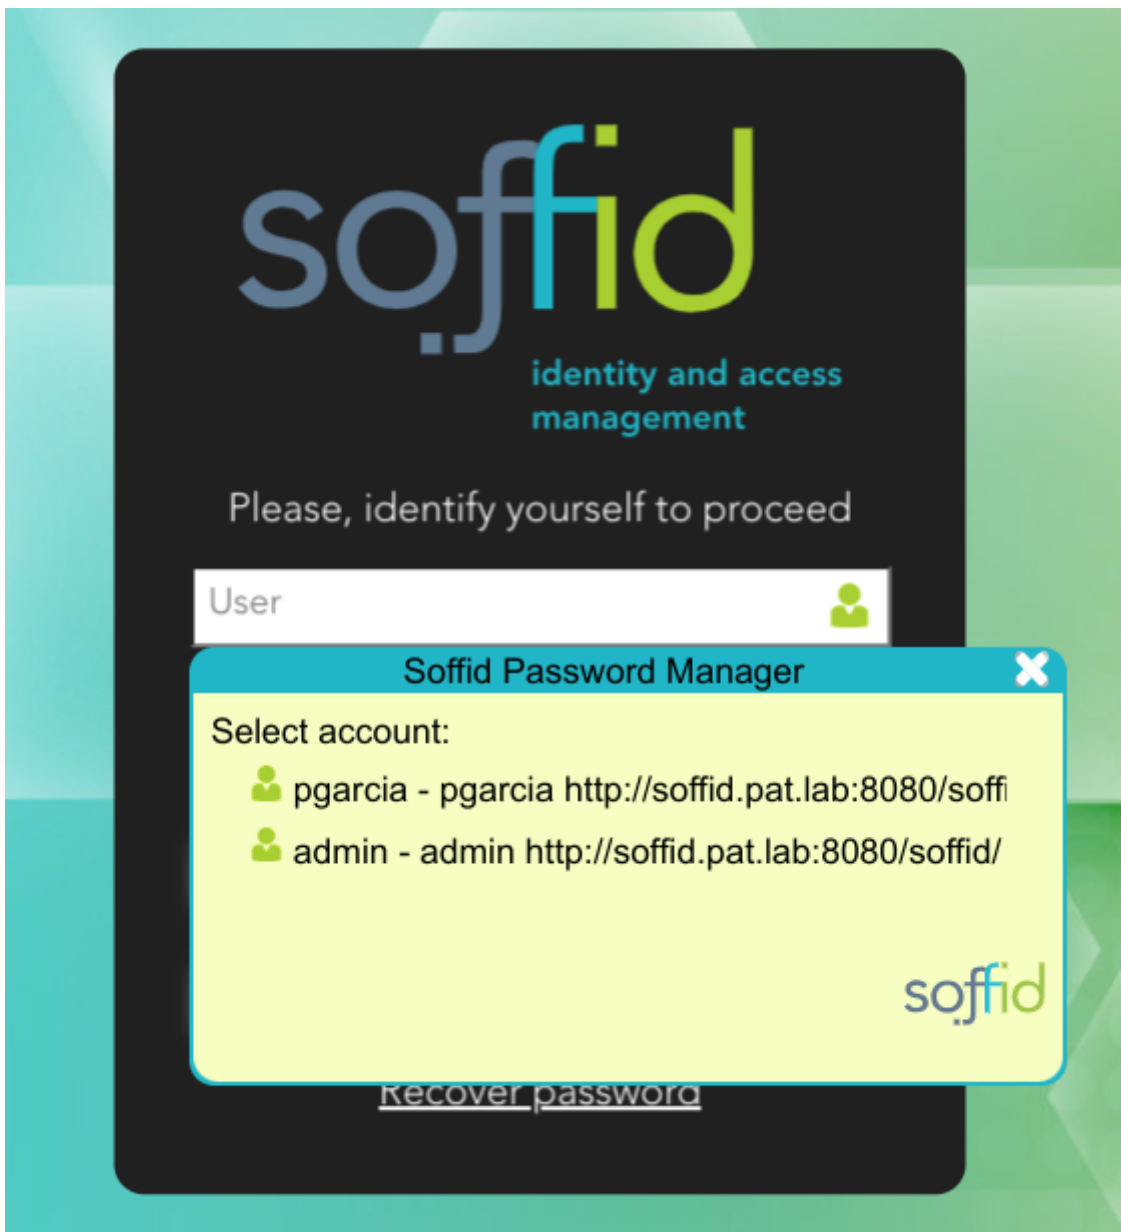 soffid
identity and access
management
Please, identify yourself to proceed
User
Soffid Password Manager
Select account:
pgarcia - pgarcia http://soffid.pat.lab:8080/soffi
admin - admin http://soffid.pat.lab:8080/soffid/
soffid
Recover password